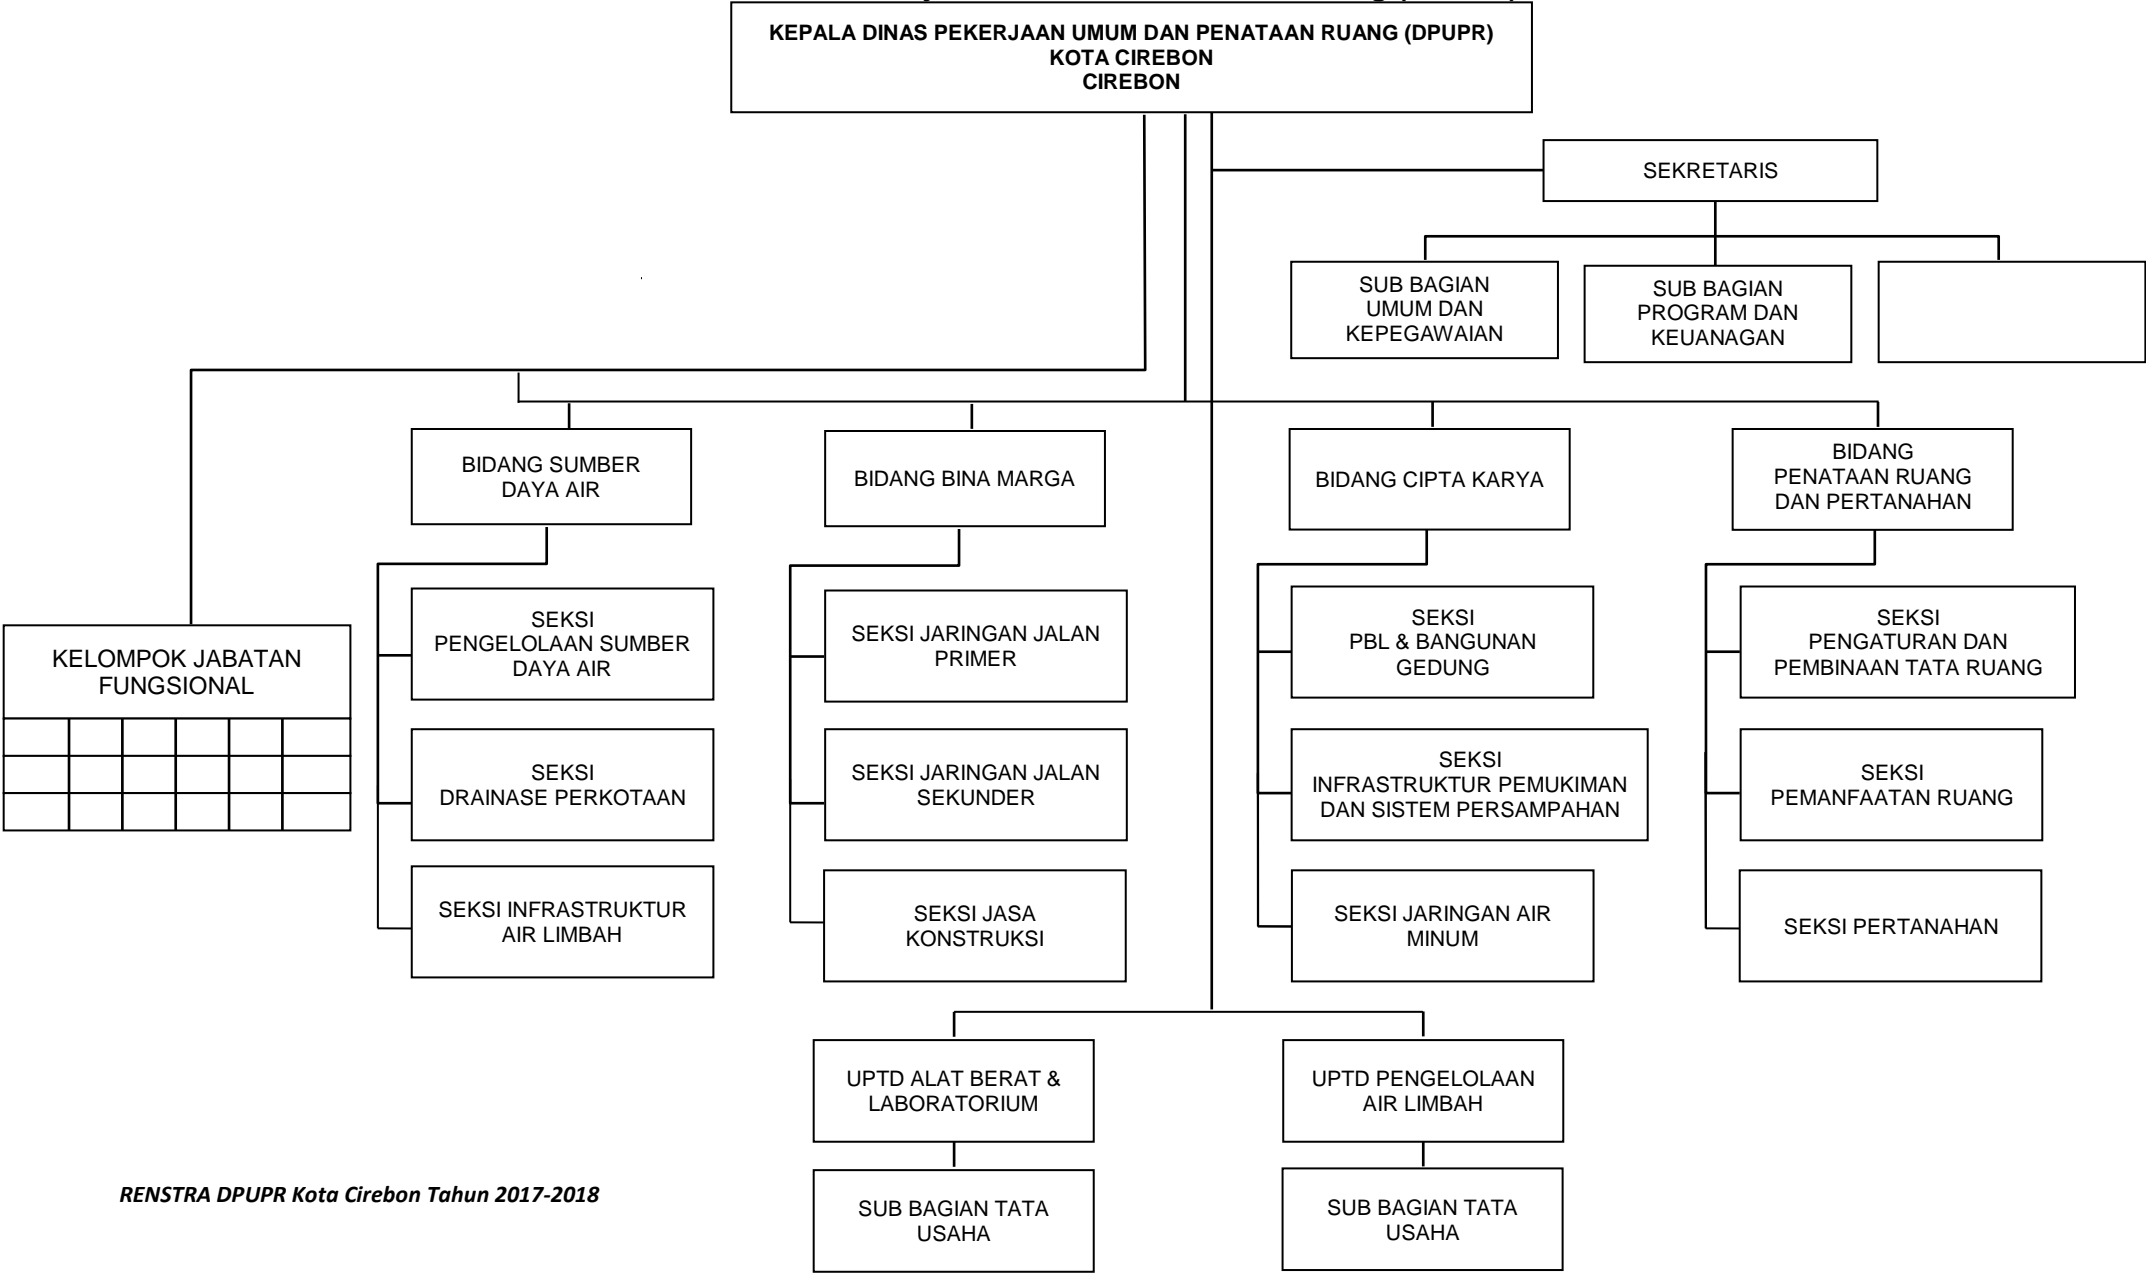 KEPALA DINAS PEKERJAAN UMUM DAN PENATAAN RUANG (DPUPR)
KOTA CIREBON
CIREBON
SEKRETARIS
SUB BAGIAN
UMUM DAN
KEPEGAWAIAN
SUB BAGIAN
PROGRAM DAN
KEUANAGAN
BIDANG SUMBER
DAYA AIR
BIDANG BINA MARGA
BIDANG CIPTA KARYA
BIDANG
PENATAAN RUANG
DAN PERTANAHAN
KELOMPOK JABATAN
FUNGSIONAL
SEKSI
PENGELOLAAN SUMBER
DAYA AIR
SEKSI JARINGAN JALAN
PRIMER
SEKSI
PBL & BANGUNAN
GEDUNG
SEKSI
PENGATURAN DAN
PEMBINAAN TATA RUANG
SEKSI
DRAINASE PERKOTAAN
SEKSI JARINGAN JALAN
SEKUNDER
SEKSI
INFRASTRUKTUR PEMUKIMAN
DAN SISTEM PERSAMPAHAN
SEKSI
PEMANFAATAN RUANG
SEKSI INFRASTRUKTUR
AIR LIMBAH
SEKSI JASA
KONSTRUKSI
SEKSI JARINGAN AIR
MINUM
SEKSI PERTANAHAN
UPTD ALAT BERAT &
LABORATORIUM
UPTD PENGELOLAAN
AIR LIMBAH
SUB BAGIAN TATA
USAHA
SUB BAGIAN TATA
USAHA
RENSTRA DPUPR Kota Cirebon Tahun 2017-2018